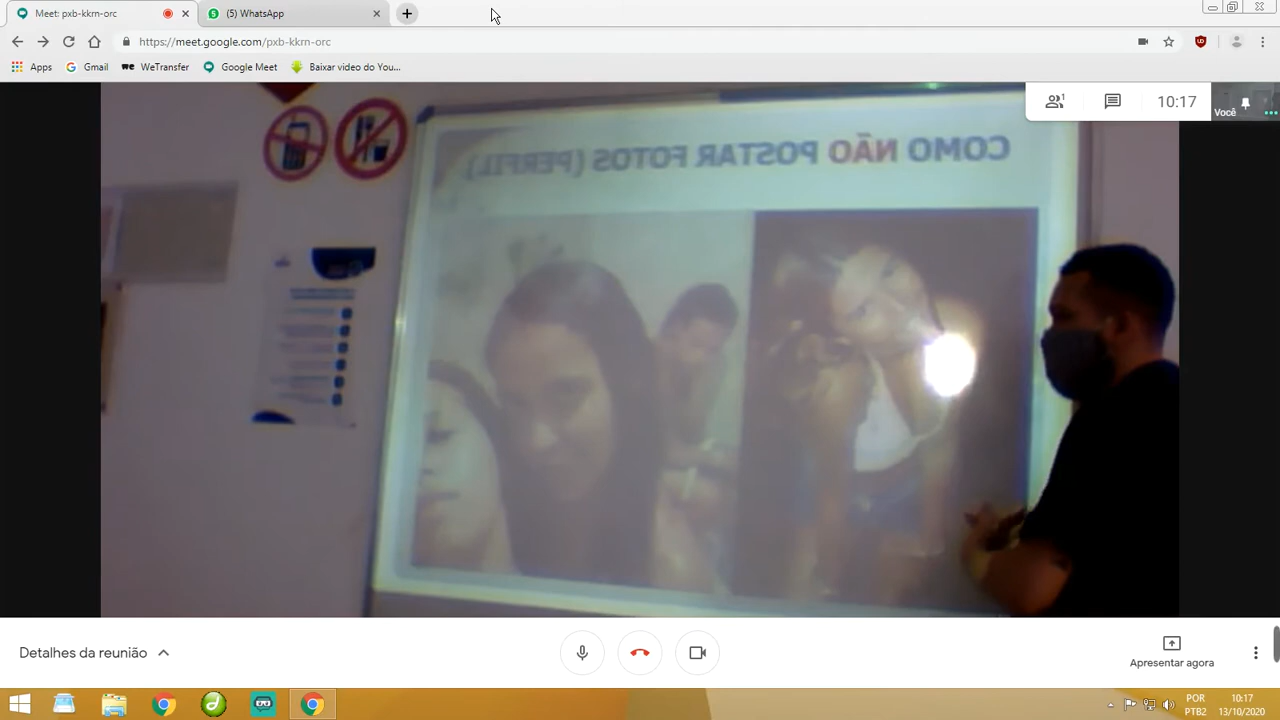 Meet: pxb-kkrn-orc
(5) WhatsApp
https://meet.google.com/pxb-kkrn-orc
Apps
Gmail
WeTransfer
Google Meet
Baixar video do You...
1
10:17
Você
COMO NÃO POSTAR FOTOS (PERFIL)
Detalhes da reunião
Apresentar agora
POR
PTB2
10:17
13/10/2020